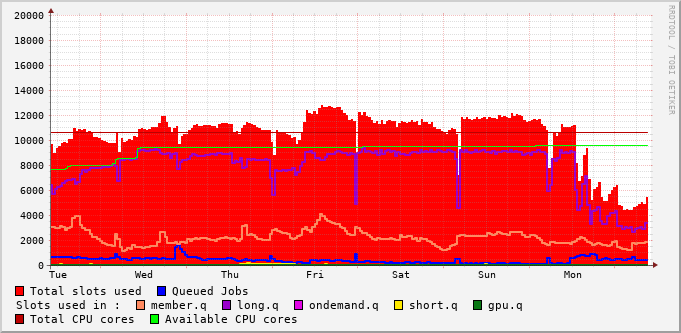 RRDTOOL / TOBI OETIKER
20000
18000
16000
14000
12000
10000
8000
6000
4000
2000
0
Tue Wed Thu Fri Sat Sun Mon
Total slots used Queued Jobs
Slots used in : member.q long.q ondemand.q short.q gpu.q
Total CPU cores Available CPU cores